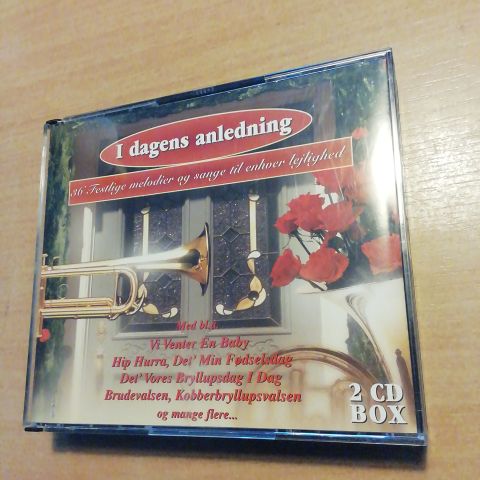 I dagens anledning
36 Festlige melodier og sange til enhver lejlighed
Med bl.a.
Vi Venter En Baby
Hip Hurra, Det' Min Fødselsdag
Det' Vores Bryllupsdag I Dag
Brudevalsen, Kobberbryllupsvalsen
og mange flere...
2 CD
BOX